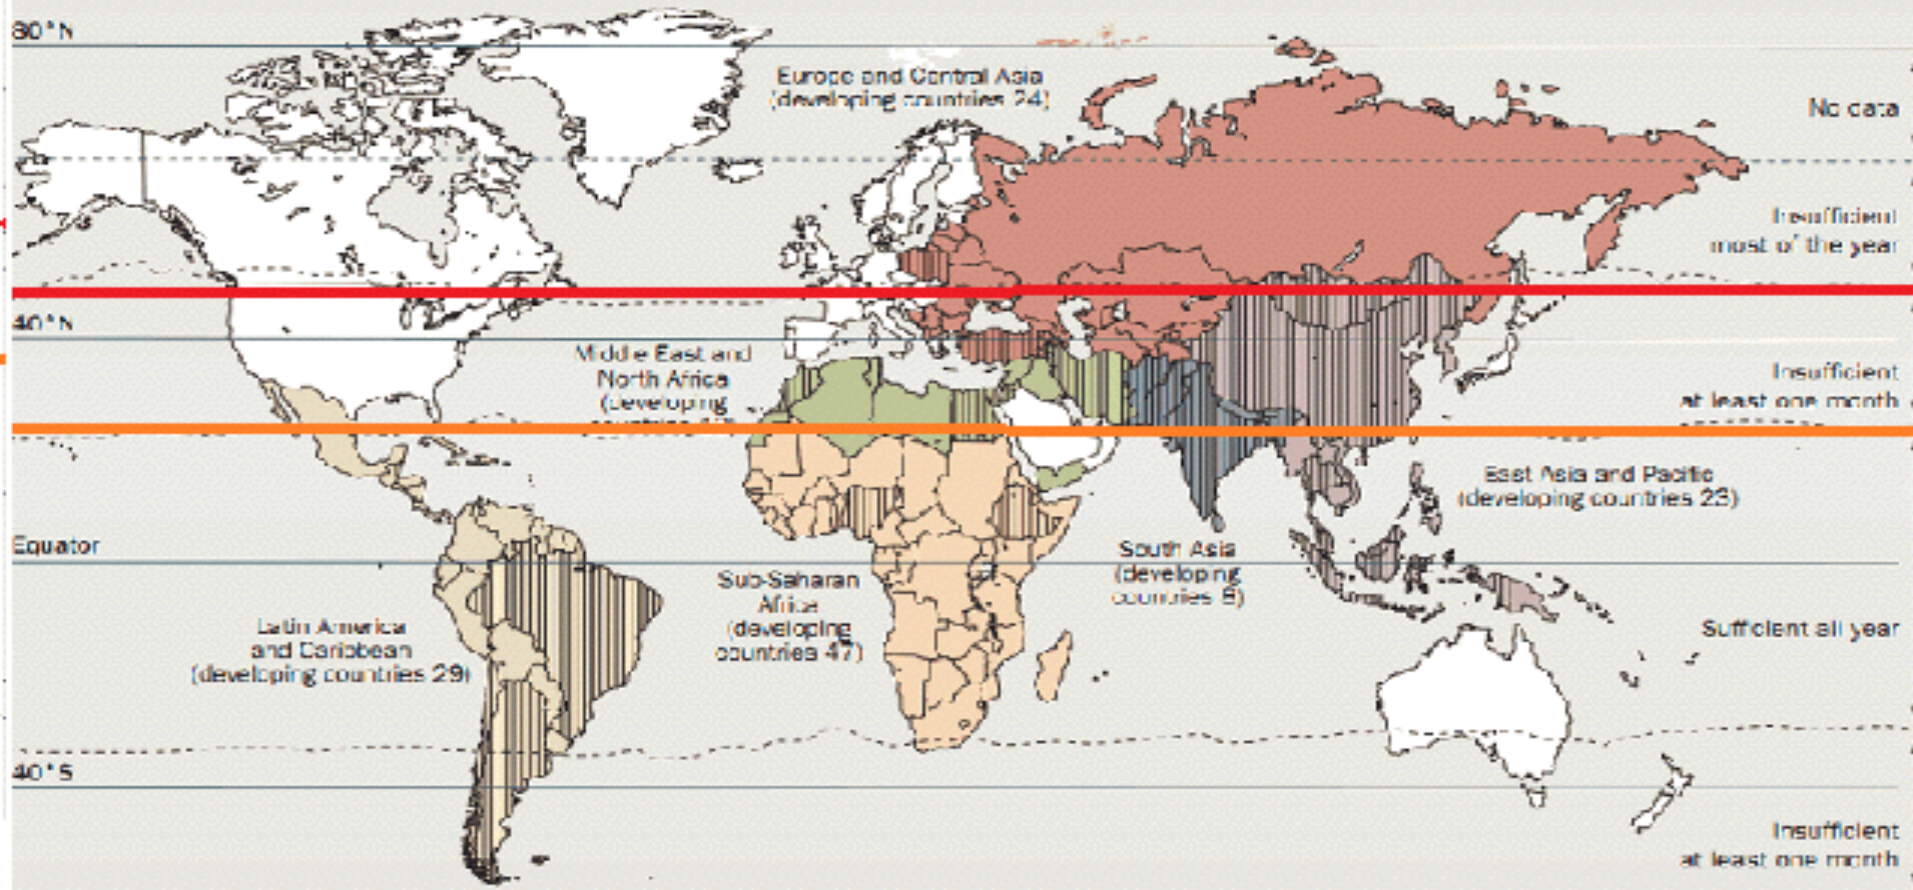 80°N
Europe and Central Asia
(developing countries 24)
No data
Insufficient
most of the year
40°N
Middle East and
North Africa
(developing
Insufficient
at least one month
East Asia and Pacific
(developing countries 23)
Equator
South Asia
(developing
countries 8)
Sub-Saharan
Africa
(developing
countries 47)
Latin America
and Caribbean
(developing countries 29)
Sufficient all year
40°S
Insufficient
at least one month